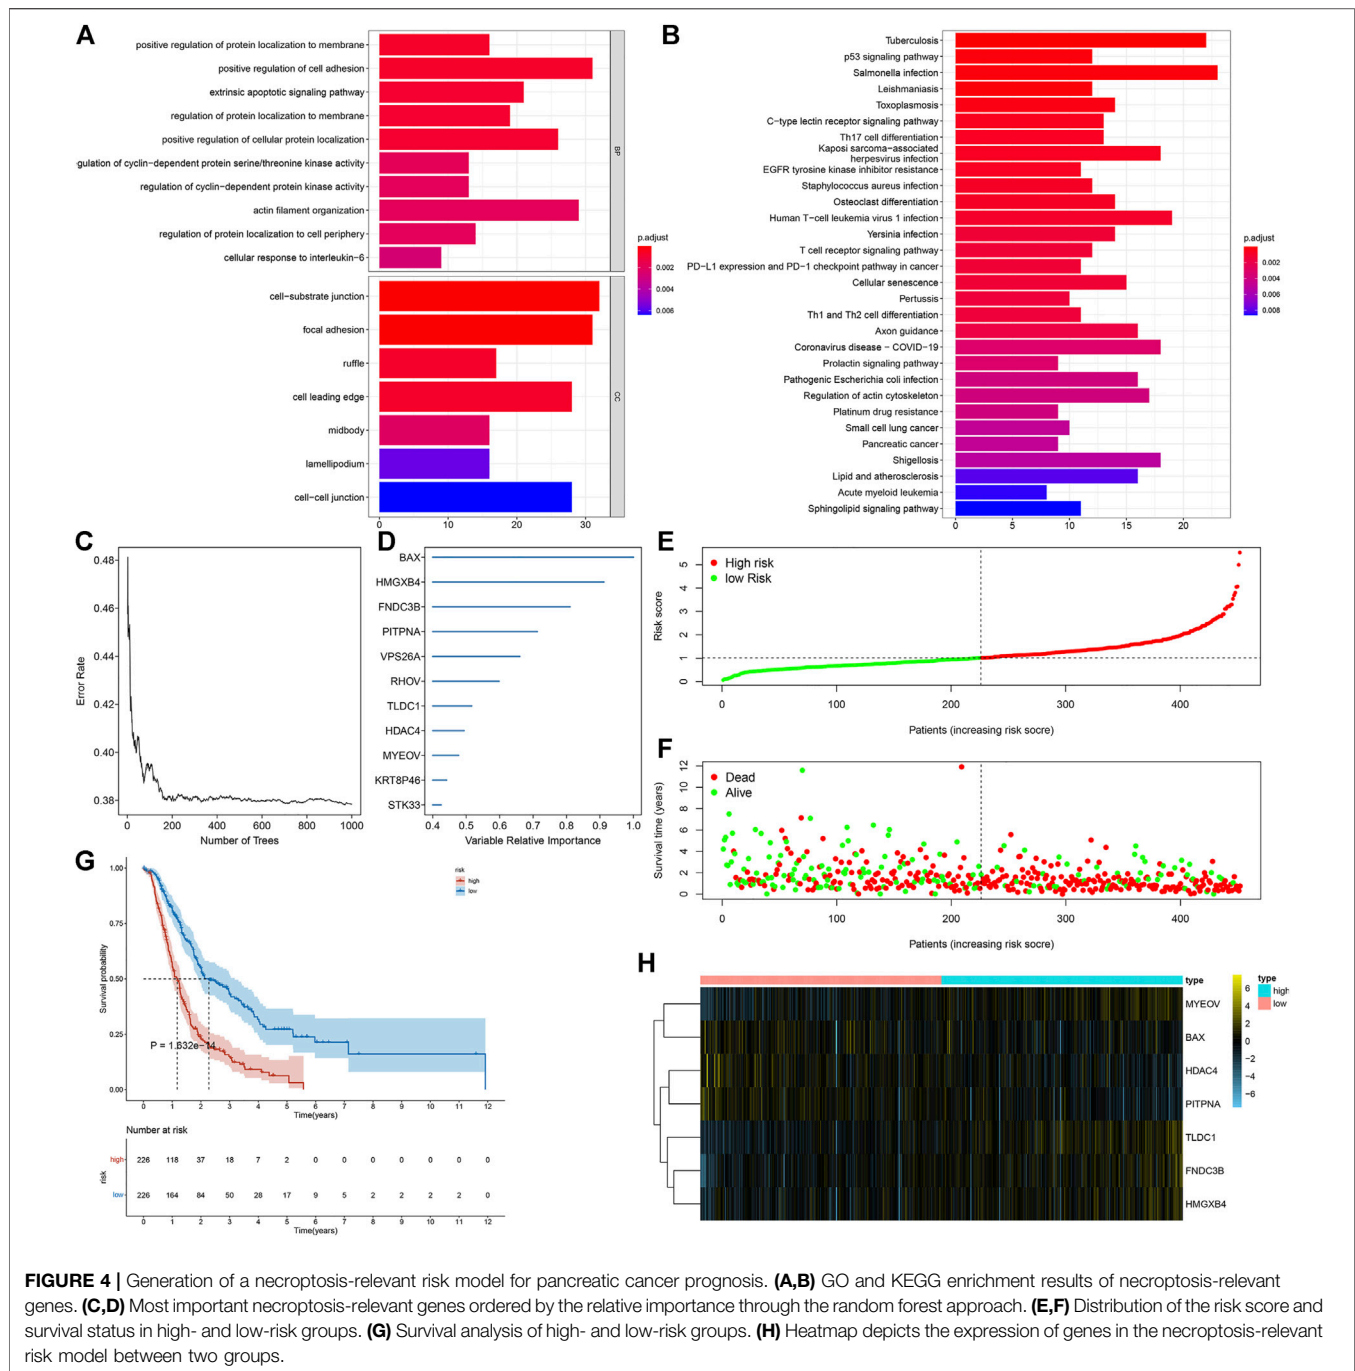 A
positive regulation of protein localization to membrane
positive regulation of cell adhesion
extrinsic apoptotic signaling pathway
regulation of protein localization to membrane
positive regulation of cellular protein localization
gulation of cyclin-dependent protein serine/threonine kinase activity
regulation of cyclin-dependent protein kinase activity
actin filament organization
regulation of protein localization to cell periphery
cellular response to interleukin-6
BP
cell-substrate junction
focal adhesion
ruffle
cell leading edge
midbody
lamellipodium
cell-cell junction
CC
0 10 20 30
p.adjust
0.002
0.004
0.006
B
Tuberculosis
p53 signaling pathway
Salmonella infection
Leishmaniasis
Toxoplasmosis
C-type lectin receptor signaling pathway
Th17 cell differentiation
Kaposi sarcoma-associated
herpesvirus infection
EGFR tyrosine kinase inhibitor resistance
Staphylococcus aureus infection
Osteoclast differentiation
Human T-cell leukemia virus 1 infection
Yersinia infection
T cell receptor signaling pathway
PD-L1 expression and PD-1 checkpoint pathway in cancer
Cellular senescence
Pertussis
Th1 and Th2 cell differentiation
Axon guidance
Coronavirus disease - COVID-19
Prolactin signaling pathway
Pathogenic Escherichia coli infection
Regulation of actin cytoskeleton
Platinum drug resistance
Small cell lung cancer
Pancreatic cancer
Shigellosis
Lipid and atherosclerosis
Acute myeloid leukemia
Sphingolipid signaling pathway
0 5 10 15 20
p.adjust
0.002
0.004
0.006
0.008
C
Error Rate
0.48
0.46
0.44
0.42
0.40
0.38
0 200 400 600 800 1000
Number of Trees
D
BAX
HMGXB4
FNDC3B
PITPNA
VPS26A
RHOV
TLDC1
HDAC4
MYEOV
KRT8P46
STK33
0.4 0.5 0.6 0.7 0.8 0.9 1.0
Variable Relative Importance
E
High risk
low Risk
Risk score
5
4
3
2
1
0
0 100 200 300 400
Patients (increasing risk socre)
F
Dead
Alive
Survival time (years)
12
10
8
6
4
2
0
0 100 200 300 400
Patients (increasing risk socre)
G
risk
high
low
Survival probability
1.00
0.75
0.50
0.25
0.00
P = 1.632e-14
0 1 2 3 4 5 6 7 8 9 10 11 12
Time(years)
Number at risk
risk
high 226 118 37 18 7 2 0 0 0 0 0 0 0
low 226 164 84 50 28 17 9 5 2 2 2 2 0
0 1 2 3 4 5 6 7 8 9 10 11 12
Time(years)
H
type
MYEOV
BAX
HDAC4
PITPNA
TLDC1
FNDC3B
HMGXB4
6
4
2
0
-2
-4
-6
type
high
low
FIGURE 4 | Generation of a necroptosis-relevant risk model for pancreatic cancer prognosis. (A,B) GO and KEGG enrichment results of necroptosis-relevant
genes. (C,D) Most important necroptosis-relevant genes ordered by the relative importance through the random forest approach. (E,F) Distribution of the risk score and
survival status in high- and low-risk groups. (G) Survival analysis of high- and low-risk groups. (H) Heatmap depicts the expression of genes in the necroptosis-relevant
risk model between two groups.